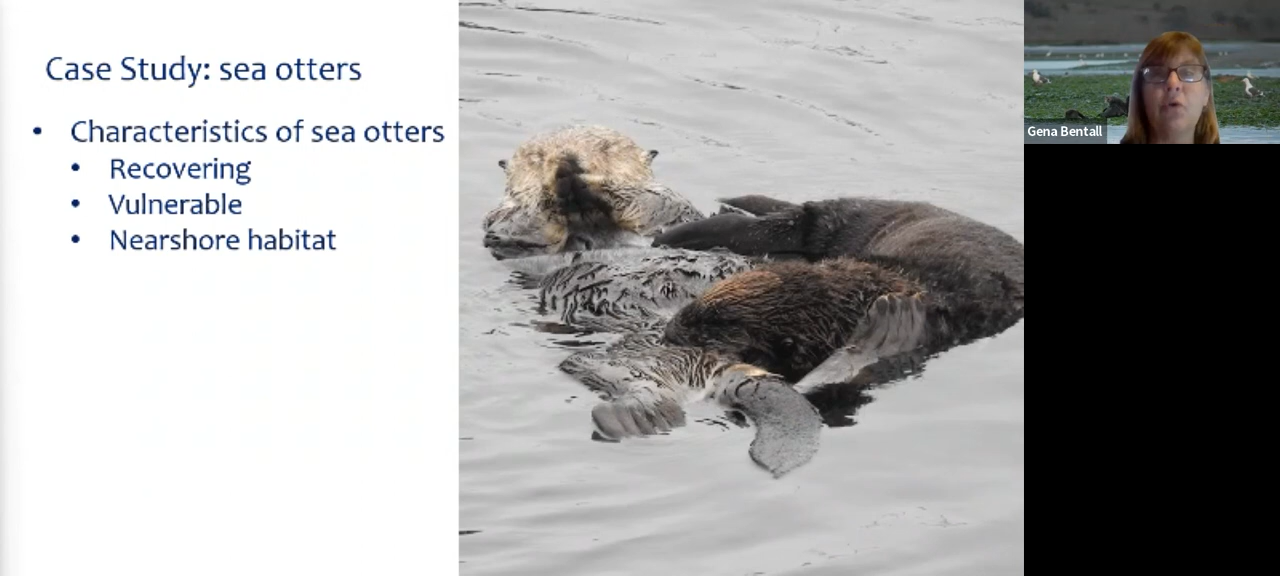 Case Study: sea otters
• Characteristics of sea otters
• Recovering
• Vulnerable
• Nearshore habitat
Gena Bentall